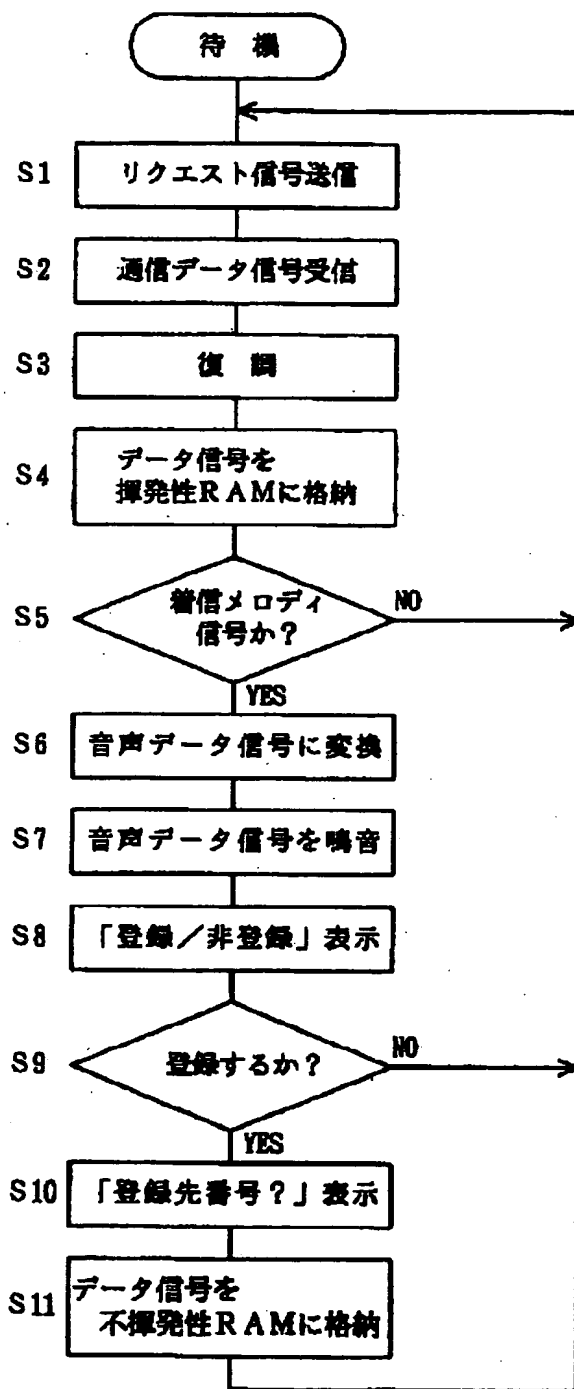 待 機
S1 リクエスト信号送信
S2 通信データ信号受信
S3 復 調
S4 データ信号を
揮発性RAMに格納
S5 着信メロディ
信号か?
NO
YES
S6 音声データ信号に変換
S7 音声データ信号を鳴音
S8 「登録/非登録」表示
S9 登録するか?
NO
YES
S10 「登録先番号?」表示
S11 データ信号を
不揮発性RAMに格納